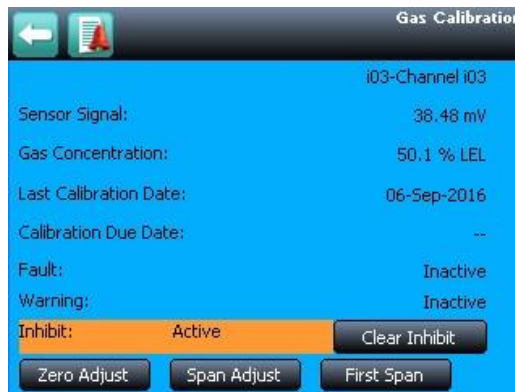 Gas Calibration
i03-Channel i03
Sensor Signal: 38.48 mV
Gas Concentration: 50.1 % LEL
Last Calibration Date: 06-Sep-2016
Calibration Due Date: --
Fault: Inactive
Warning: Inactive
Inhibit: Active Clear Inhibit
Zero Adjust Span Adjust First Span